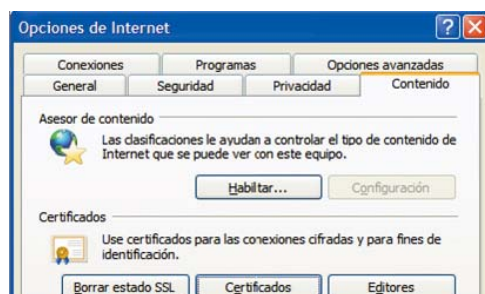 Opciones de Internet
Conexiones Programas Opciones avanzadas
General Seguridad Privacidad Contenido
Asesor de contenido
Las clasificaciones le ayudan a controlar el tipo de contenido de
Internet que se puede ver con este equipo.
Habilitar... Configuración
Certificados
Use certificados para las conexiones cifradas y para fines de
identificación.
Borrar estado SSL Certificados Editores